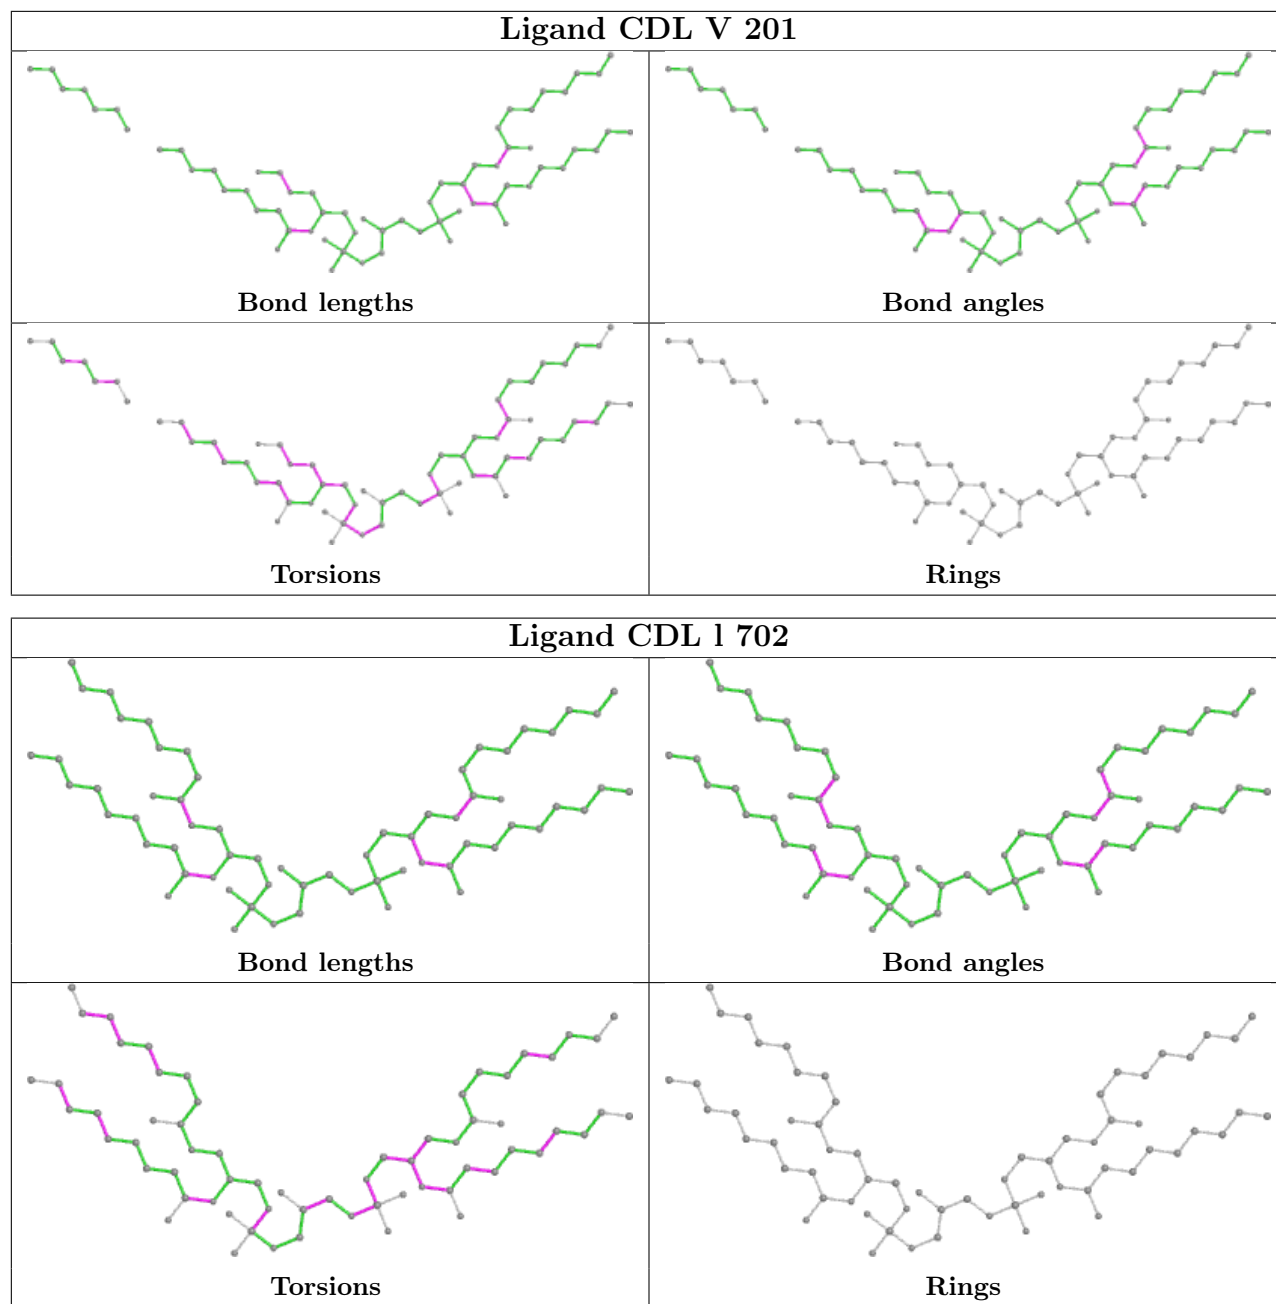 Ligand CDL V 201
Bond lengths
Bond angles
Torsions
Rings
Ligand CDL l 702
Bond lengths
Bond angles
Torsions
Rings